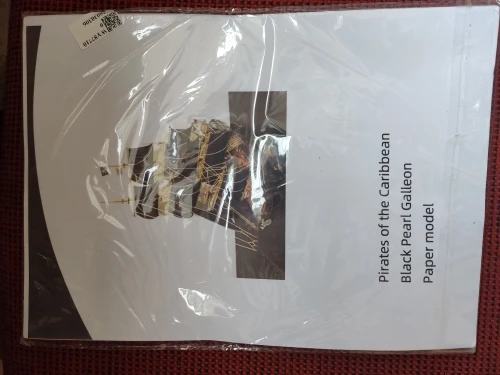 Pirates of the Caribbean
Black Pearl Galleon
Paper model